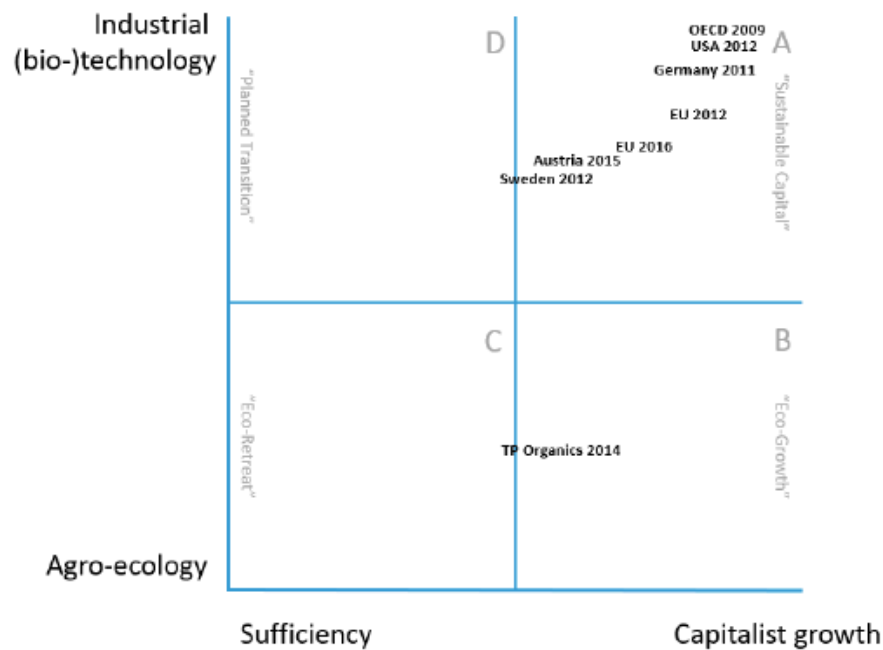 Industrial
(bio-)technology
D
A
OECD 2009
USA 2012
Germany 2011
EU 2012
EU 2016
Austria 2015
Sweden 2012
"Planned Transition"
"Sustainable Capital"
C
B
TP Organics 2014
"Eco-Retreat"
"Eco-Growth"
Agro-ecology
Sufficiency
Capitalist growth